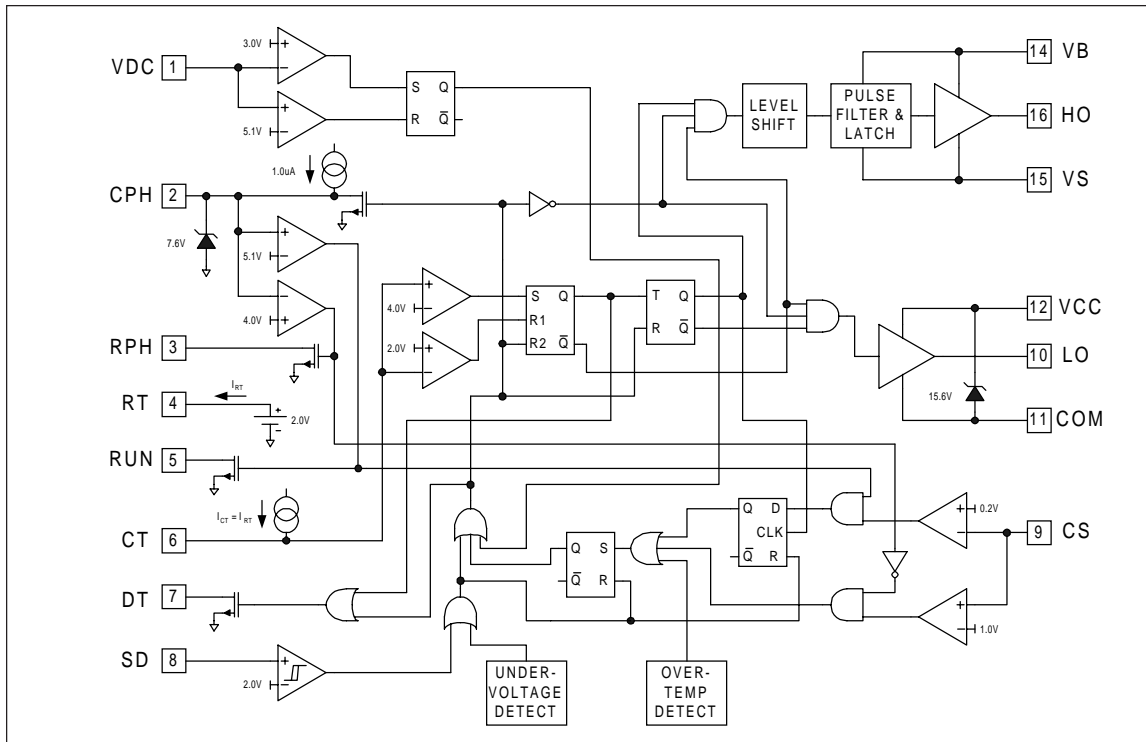 VDC 1
3.0V
5.1V
S Q
R Q̅
CPH 2
1.0uA
7.6V
5.1V
4.0V
RPH 3
RT 4
I_RT
2.0V
RUN 5
I_CT = I_RT
CT 6
DT 7
SD 8
2.0V
4.0V
2.0V
S Q
R1
R2 Q̅
T Q
R Q̅
LEVEL
SHIFT
PULSE
FILTER &
LATCH
14 VB
16 HO
15 VS
12 VCC
10 LO
15.6V
11 COM
Q D
CLK
Q̅ R
Q S
Q̅ R
0.2V
9 CS
1.0V
UNDER-
VOLTAGE
DETECT
OVER-
TEMP
DETECT